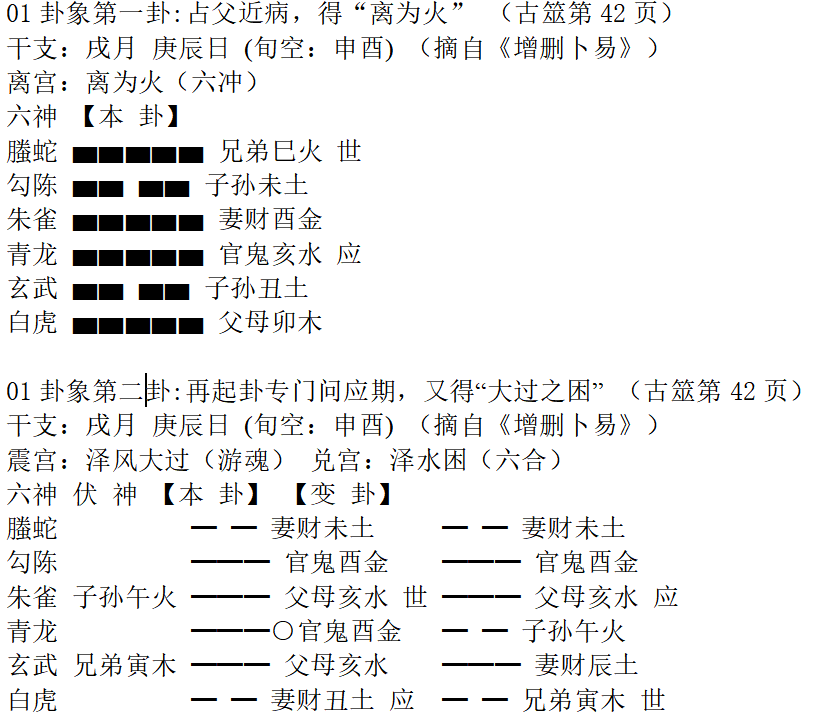 01 卦象第一卦:占父近病，得“离为火” （古筮第 42 页）
干支：戌月 庚辰日 (旬空：申酉) （摘自《增删卜易》）
离宫：离为火（六冲）
六神 【本 卦】
螣蛇 ▅▅▅▅▅ 兄弟巳火 世
勾陈 ▅▅ ▅▅ 子孙未土
朱雀 ▅▅▅▅▅ 妻财酉金
青龙 ▅▅▅▅▅ 官鬼亥水 应
玄武 ▅▅ ▅▅ 子孙丑土
白虎 ▅▅▅▅▅ 父母卯木
01 卦象第二卦:再起卦专门问应期，又得“大过之困” （古筮第 42 页）
干支：戌月 庚辰日 (旬空：申酉) （摘自《增删卜易》）
震宫：泽风大过（游魂） 兑宫：泽水困（六合）
六神 伏 神 【本 卦】 【变 卦】
螣蛇 ━ ━ 妻财未土 ━ ━ 妻财未土
勾陈 ━━━ 官鬼酉金 ━━━ 官鬼酉金
朱雀 子孙午火 ━━━ 父母亥水 世 ━━━ 父母亥水 应
青龙 ━━━○官鬼酉金 ━ ━ 子孙午火
玄武 兄弟寅木 ━━━ 父母亥水 ━━━ 妻财辰土
白虎 ━ ━ 妻财丑土 应 ━ ━ 兄弟寅木 世